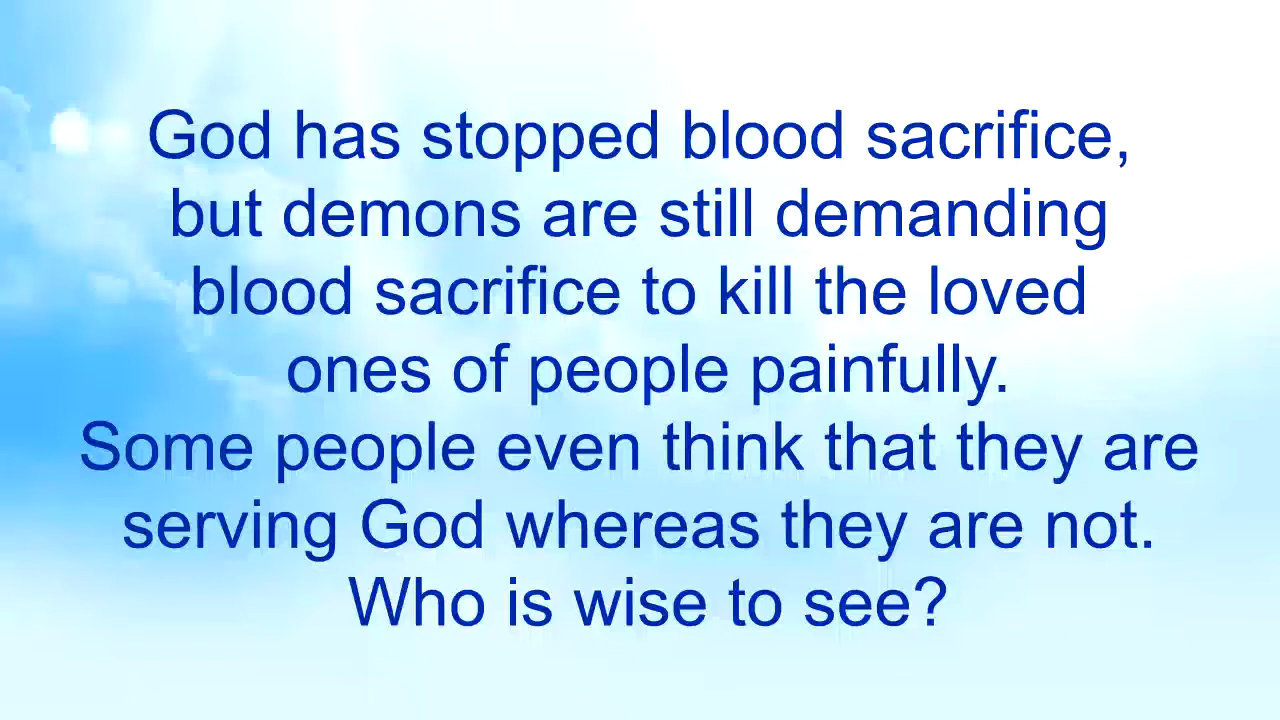 God has stopped blood sacrifice,
but demons are still demanding
blood sacrifice to kill the loved
ones of people painfully.
Some people even think that they are
serving God whereas they are not.
Who is wise to see?